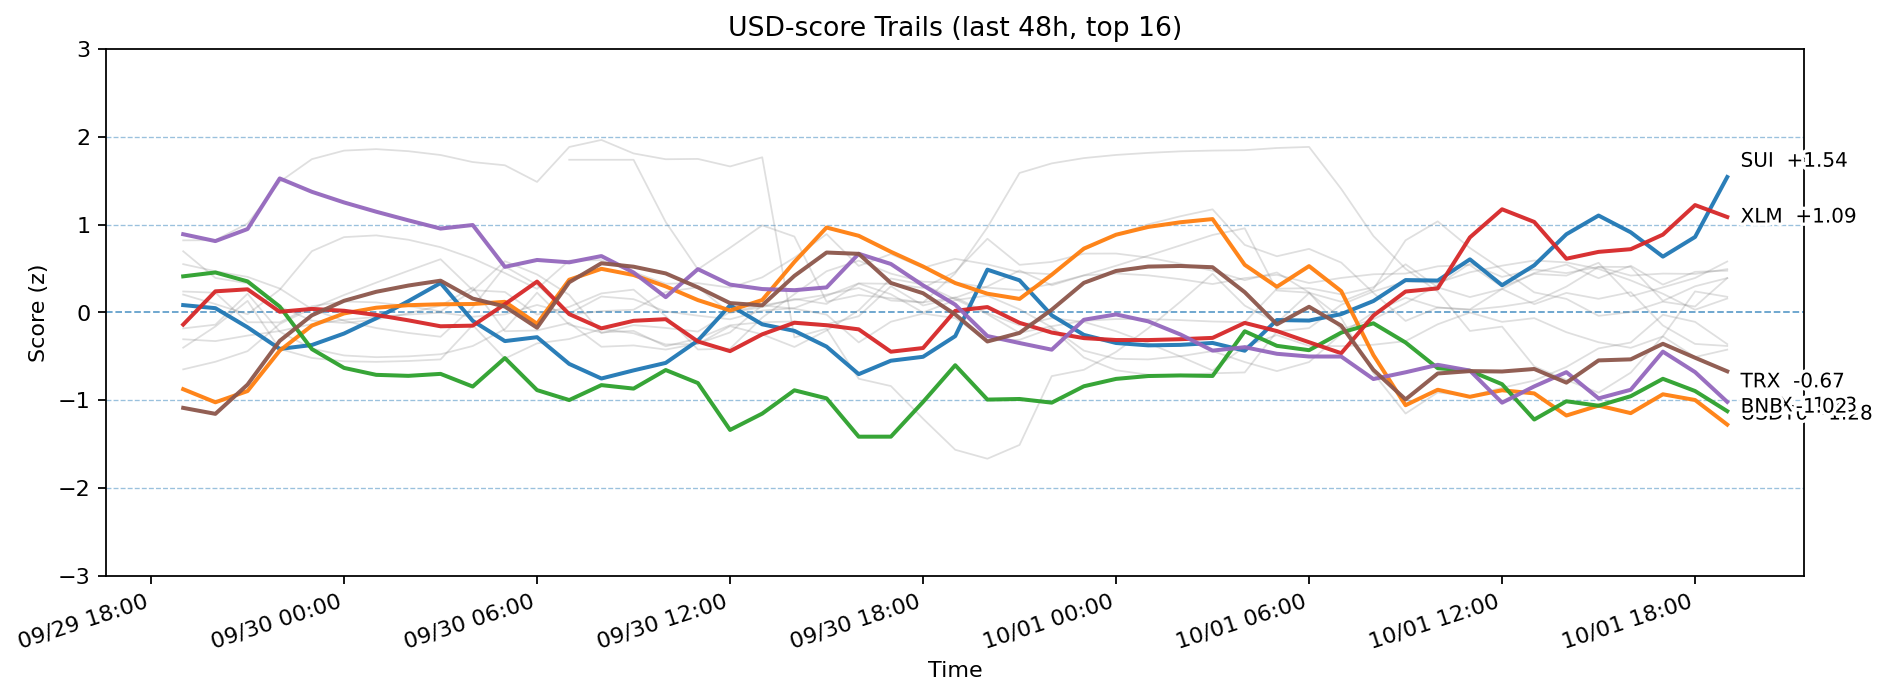 USD-score Trails (last 48h, top 16)
Score (z)
3
2
1
0
−1
−2
−3
SUI +1.54
XLM +1.09
TRX -0.67
09/29 18:00
09/30 00:00
09/30 06:00
09/30 12:00
09/30 18:00
10/01 00:00
10/01 06:00
10/01 12:00
10/01 18:00
Time